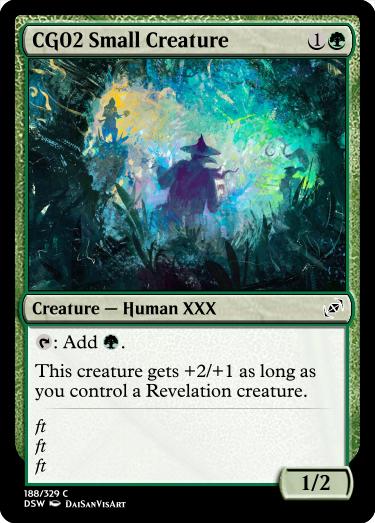 CG02 Small Creature 1
Creature — Human XXX
: Add .
This creature gets +2/+1 as long as
you control a Revelation creature.
ft
ft
ft
1/2
188/329 C
DSW DaiSanVisArt